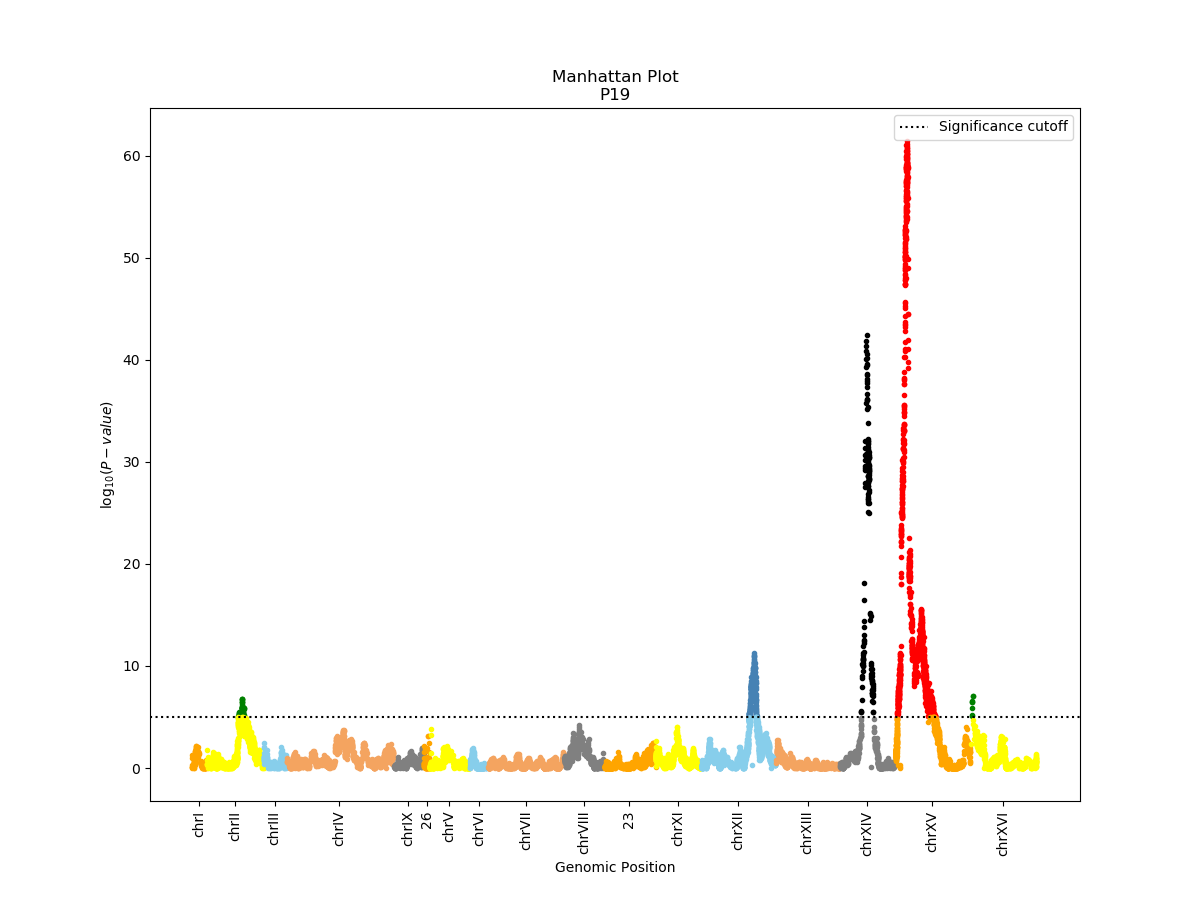 Manhattan Plot
P19
Significance cutoff
60
50
40
30
20
10
0
log10(P − value)
chrI
chrII
chrIII
chrIV
chrIX
26
chrV
chrVI
chrVII
chrVIII
23
chrXI
chrXII
chrXIII
chrXIV
chrXV
chrXVI
Genomic Position